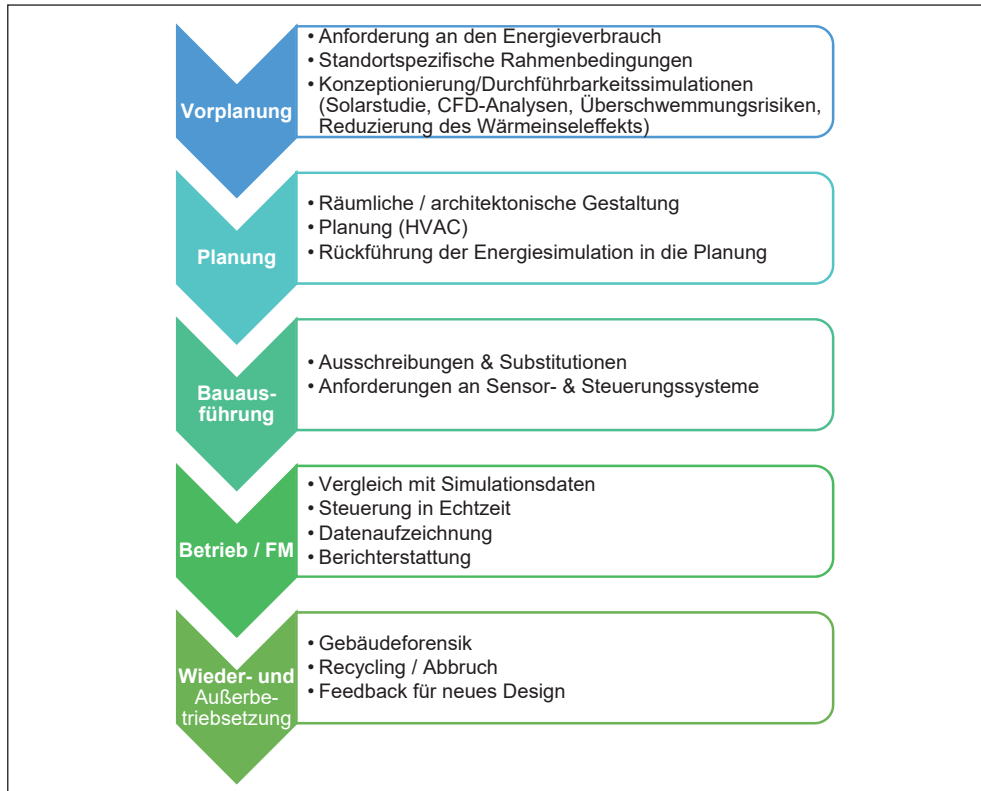 Vorplanung
• Anforderung an den Energieverbrauch
• Standortspezifische Rahmenbedingungen
• Konzeptionierung/Durchführbarkeitssimulationen
(Solarstudie, CFD-Analysen, Überschwemmungsrisiken,
Reduzierung des Wärmeinseleffekts)
Planung
• Räumliche / architektonische Gestaltung
• Planung (HVAC)
• Rückführung der Energiesimulation in die Planung
Bauaus-
führung
• Ausschreibungen & Substitutionen
• Anforderungen an Sensor- & Steuerungssysteme
Betrieb / FM
• Vergleich mit Simulationsdaten
• Steuerung in Echtzeit
• Datenaufzeichnung
• Berichterstattung
Wieder- und
Außerbe-
triebsetzung
• Gebäudeforensik
• Recycling / Abbruch
• Feedback für neues Design